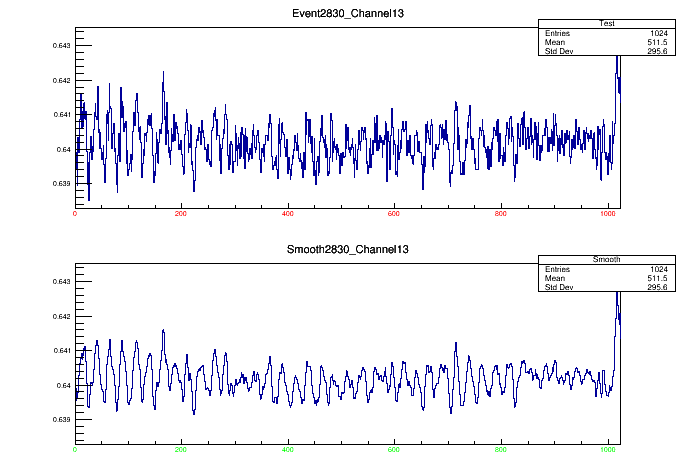 Event2830_Channel13
Test
Entries 1024
Mean 511.5
Std Dev 295.6
0.643
0.642
0.641
0.64
0.639
0 200 400 600 800 1000
Smooth2830_Channel13
Smooth
Entries 1024
Mean 511.5
Std Dev 295.6
0.643
0.642
0.641
0.64
0.639
0 200 400 600 800 1000